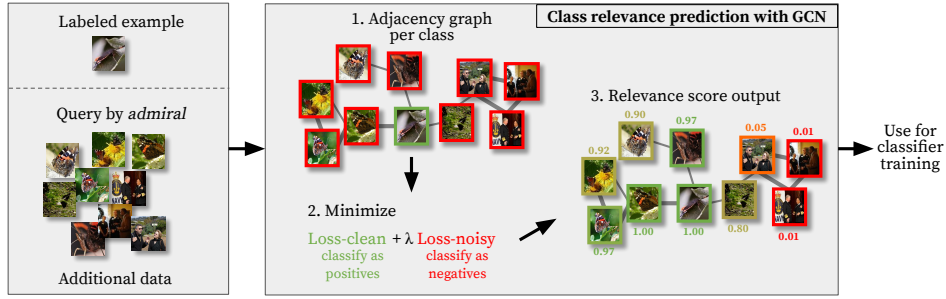 Labeled example
Query by admiral
Additional data
Class relevance prediction with GCN
1. Adjacency graph
per class
2. Minimize
Loss-clean + λ Loss-noisy
classify as
positives
classify as
negatives
3. Relevance score output
0.90
0.97
0.92
0.05
0.01
0.97
1.00
1.00
0.80
0.01
Use for
classifier
training
NAVY